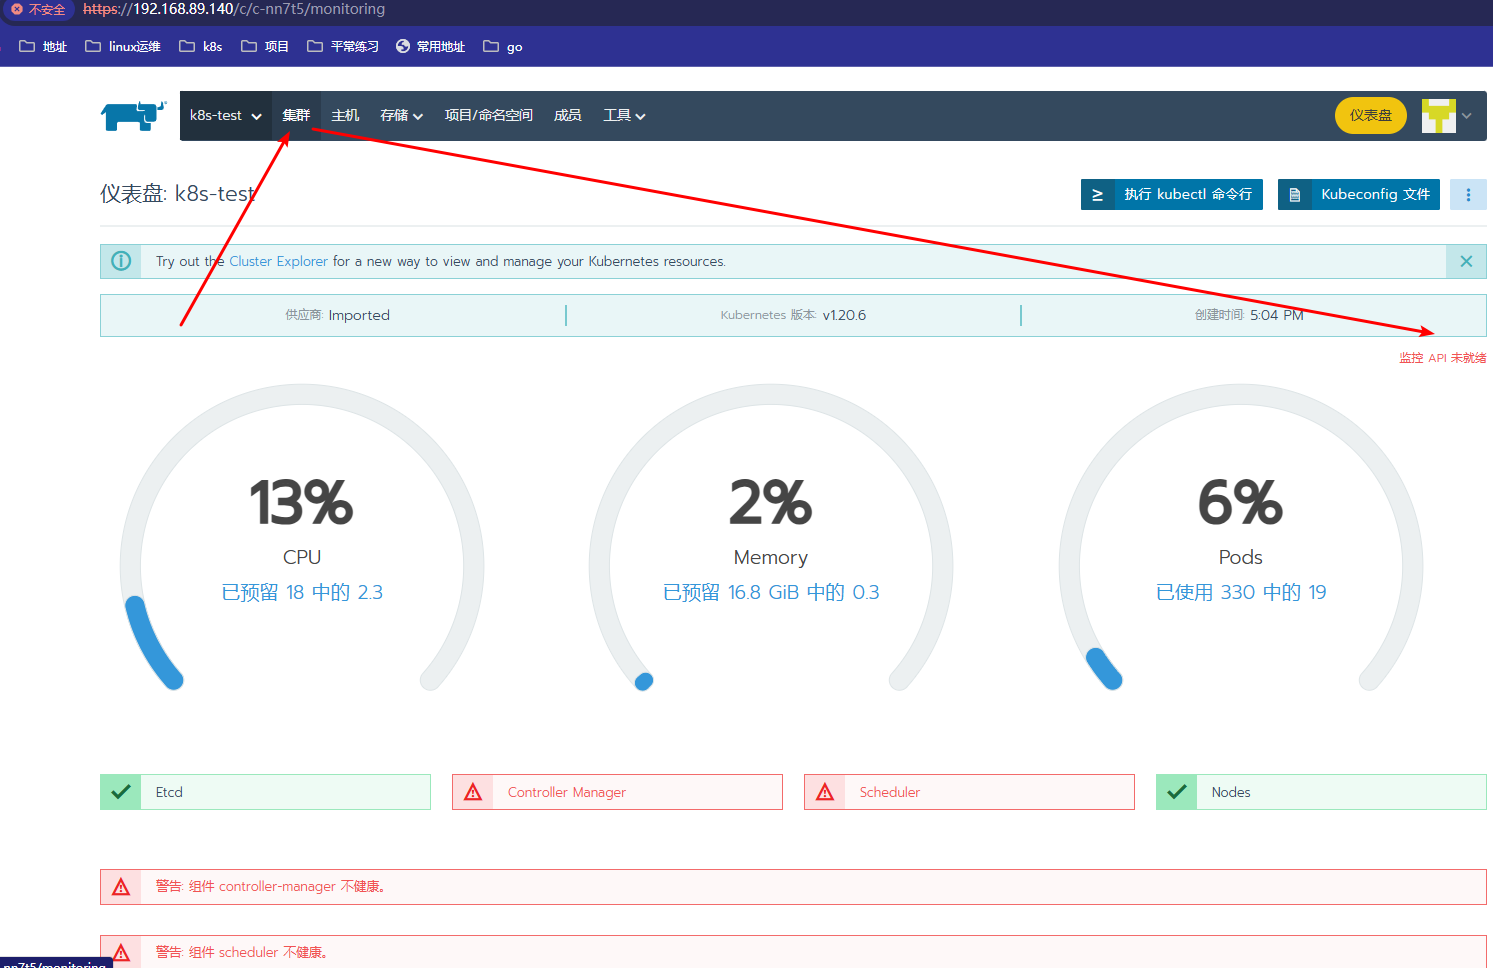 不安全 https://192.168.89.140/c/c-nn7t5/monitoring
地址 linux运维 k8s 项目 平常练习 常用地址 go
k8s-test 集群 主机 存储 项目/命名空间 成员 工具 仪表盘
仪表盘: k8s-test 执行 kubectl 命令行 Kubeconfig 文件
Try out the Cluster Explorer for a new way to view and manage your Kubernetes resources.
供应商: Imported Kubernetes 版本: v1.20.6 创建时间: 5:04 PM
监控 API 未就绪
13% 2% 6%
CPU Memory Pods
已预留 18 中的 2.3 已预留 16.8 GiB 中的 0.3 已使用 330 中的 19
Etcd Controller Manager Scheduler Nodes
警告: 组件 controller-manager 不健康。
警告: 组件 scheduler 不健康。
nn7t5/monitoring